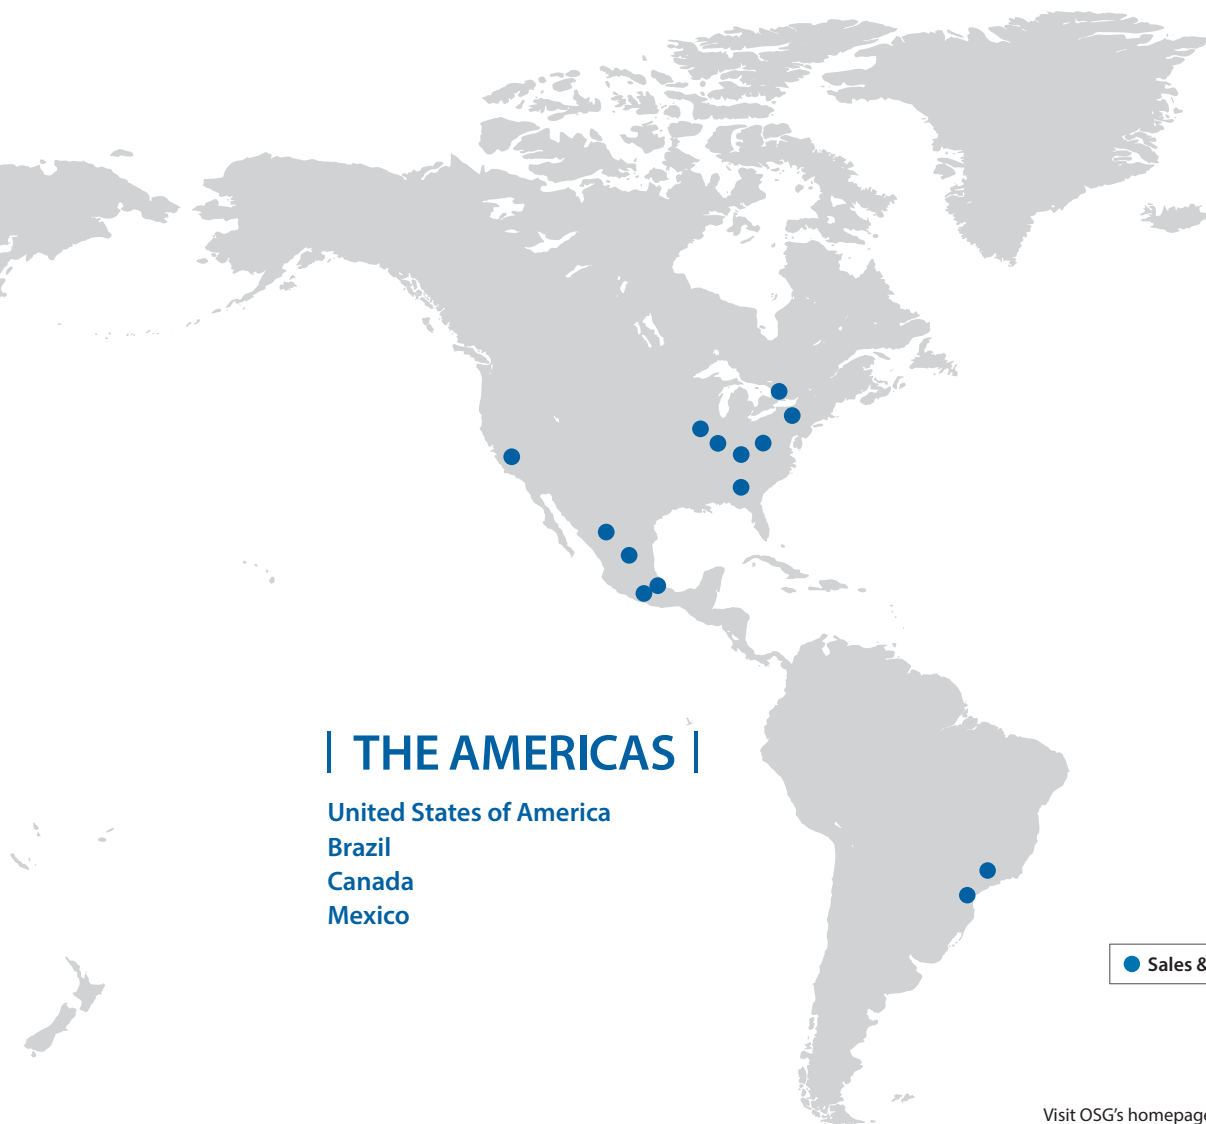 | THE AMERICAS |
United States of America
Brazil
Canada
Mexico
Sales &
Visit OSG's homepage